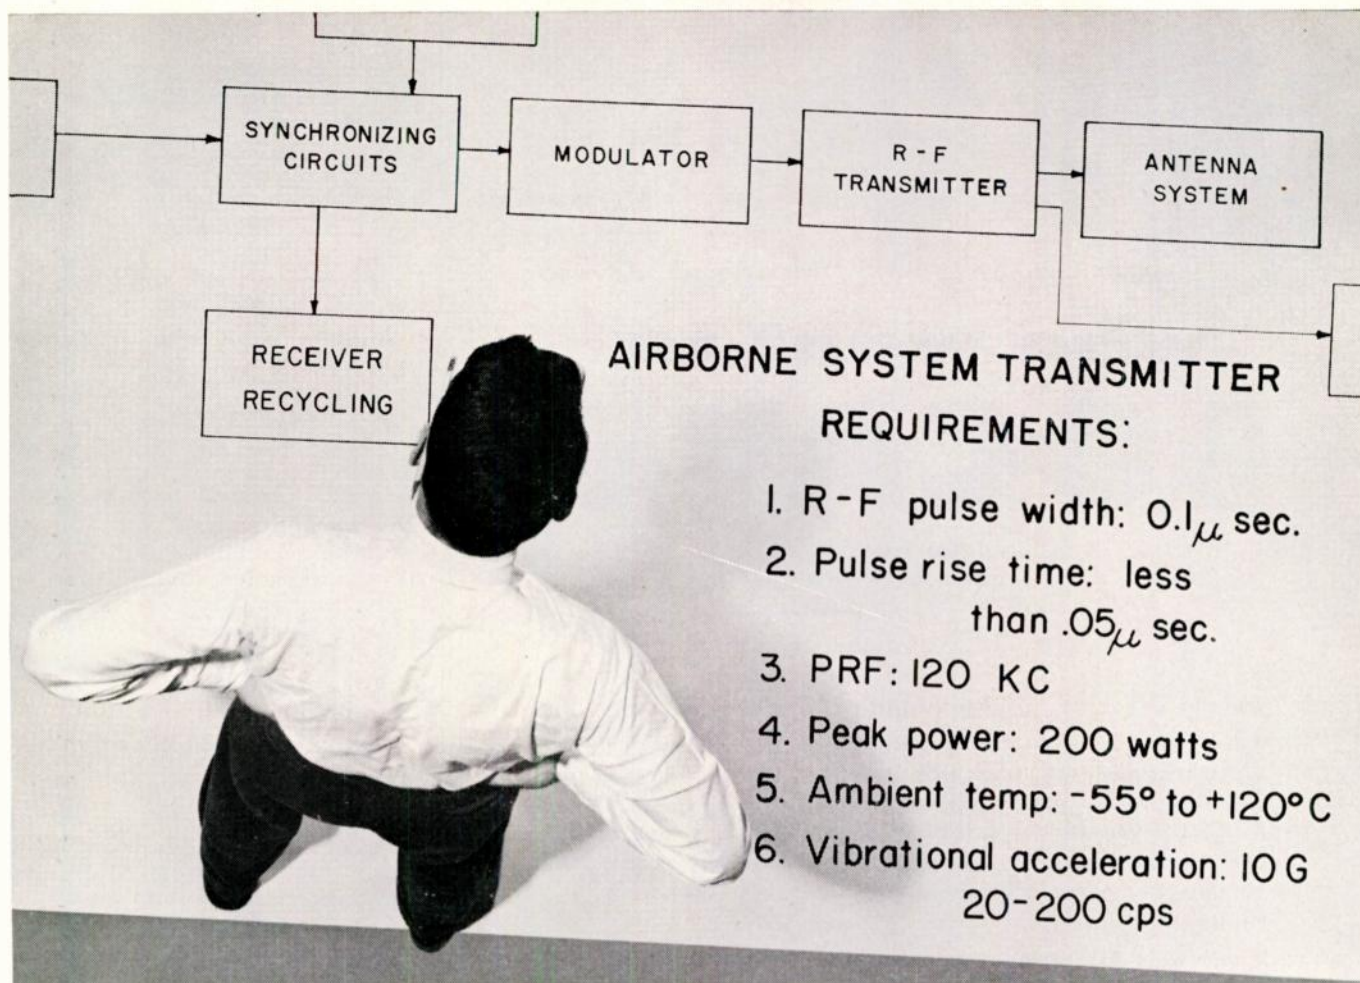 SYNCHRONIZING
CIRCUITS
MODULATOR
R-F
TRANSMITTER
ANTENNA
SYSTEM
RECEIVER
RECYCLING
AIRBORNE SYSTEM TRANSMITTER
REQUIREMENTS:
1. R-F pulse width: 0.1μ sec.
2. Pulse rise time: less
than .05μ sec.
3. PRF: 120 KC
4. Peak power: 200 watts
5. Ambient temp: -55° to +120°C
6. Vibrational acceleration: 10 G
20-200 cps